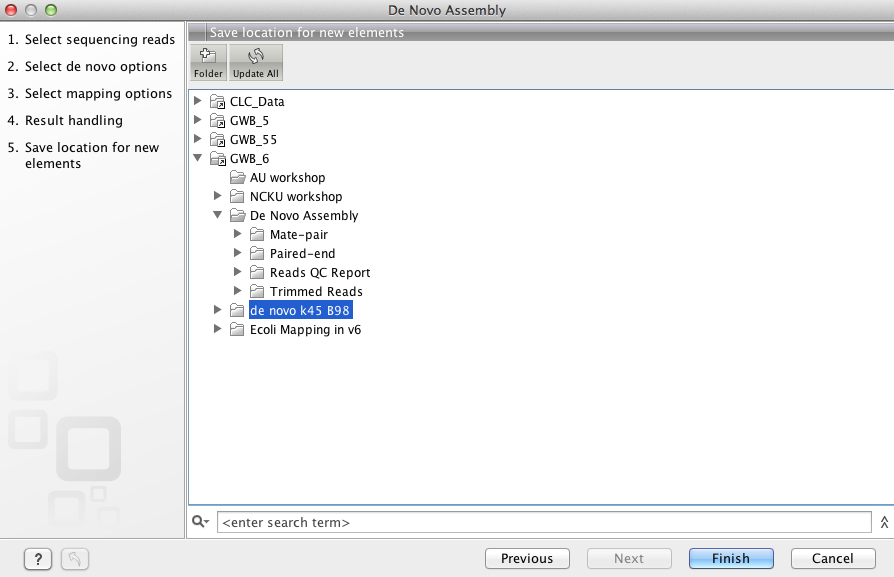 De Novo Assembly
1. Select sequencing reads
2. Select de novo options
3. Select mapping options
4. Result handling
5. Save location for new
elements
Save location for new elements
Folder
Update All
CLC_Data
GWB_5
GWB_55
GWB_6
AU workshop
NCKU workshop
De Novo Assembly
Mate-pair
Paired-end
Reads QC Report
Trimmed Reads
de novo k45 B98
Ecoli Mapping in v6
<enter search term>
?
Previous
Next
Finish
Cancel